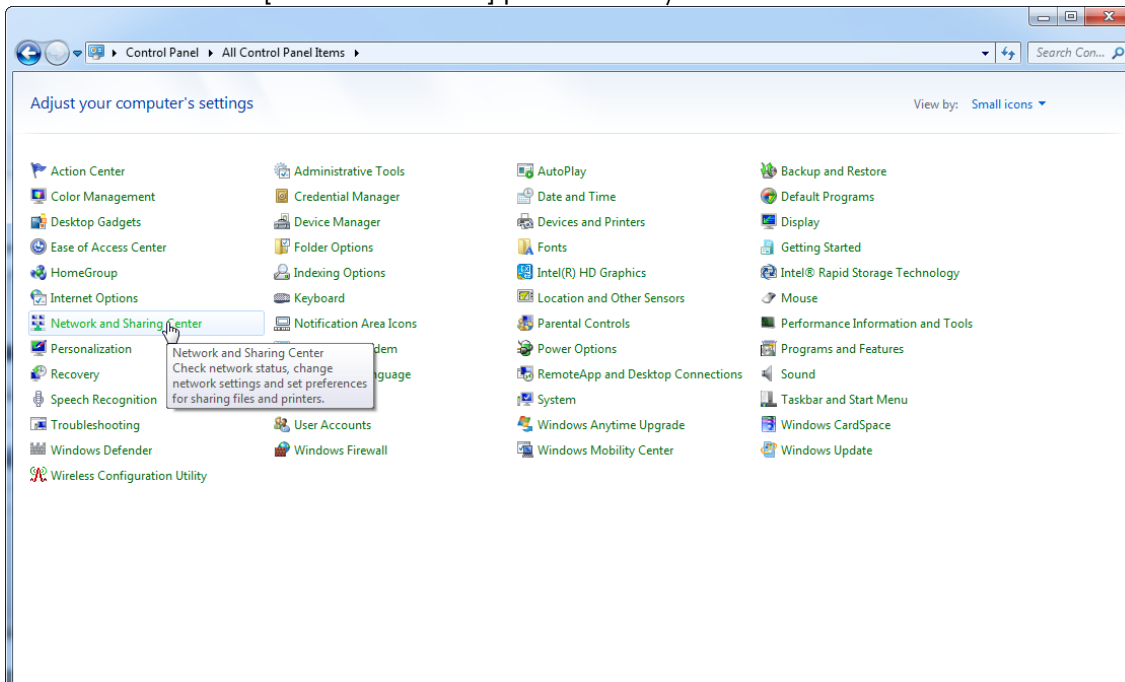 Control Panel All Control Panel Items
Search Con...
Adjust your computer's settings
View by: Small icons
Action Center Administrative Tools AutoPlay Backup and Restore
Color Management Credential Manager Date and Time Default Programs
Desktop Gadgets Device Manager Devices and Printers Display
Ease of Access Center Folder Options Fonts Getting Started
HomeGroup Indexing Options Intel(R) HD Graphics Intel® Rapid Storage Technology
Internet Options Keyboard Location and Other Sensors Mouse
Network and Sharing Center Notification Area Icons Parental Controls Performance Information and Tools
Personalization Power Options Programs and Features
Recovery RemoteApp and Desktop Connections Sound
Speech Recognition System Taskbar and Start Menu
Network and Sharing Center
Check network status, change
network settings and set preferences
for sharing files and printers.
Troubleshooting User Accounts Windows Anytime Upgrade Windows CardSpace
Windows Defender Windows Firewall Windows Mobility Center Windows Update
Wireless Configuration Utility